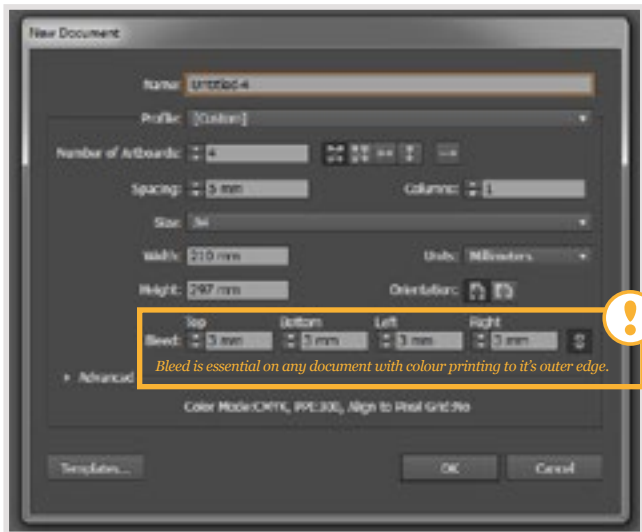 New Document
Name: Untitled-4
Profile: [Custom]
Number of Artboards: 4
Spacing: 5 mm Columns: 1
Size: A4
Width: 210 mm Units: Millimeters
Height: 297 mm Orientation:
Top Bottom Left Right
Bleed: 3 mm 3 mm 3 mm 3 mm
Bleed is essential on any document with colour printing to it's outer edge.
Advanced
Color Mode:CMYK, PPI:300, Align to Pixel Grid:No
Templates... OK Cancel
!